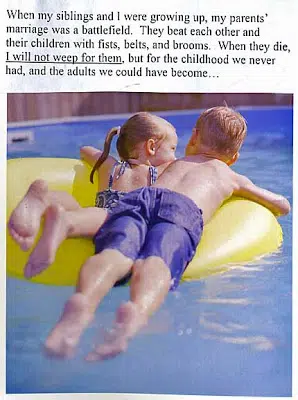 When my siblings and I were growing up, my parents'
marriage was a battlefield.  They beat each other and
their children with fists, belts, and brooms.  When they die,
I will not weep for them, but for the childhood we never
had, and the adults we could have become…